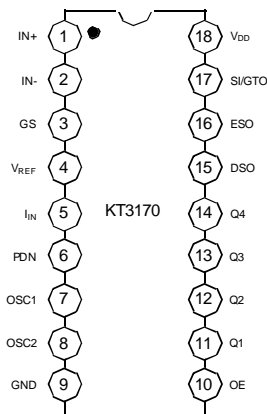 IN+ 1 18 VDD
IN- 2 17 SI/GTO
GS 3 16 ESO
VREF 4 15 DSO
IIN 5 KT3170 14 Q4
PDN 6 13 Q3
OSC1 7 12 Q2
OSC2 8 11 Q1
GND 9 10 OE